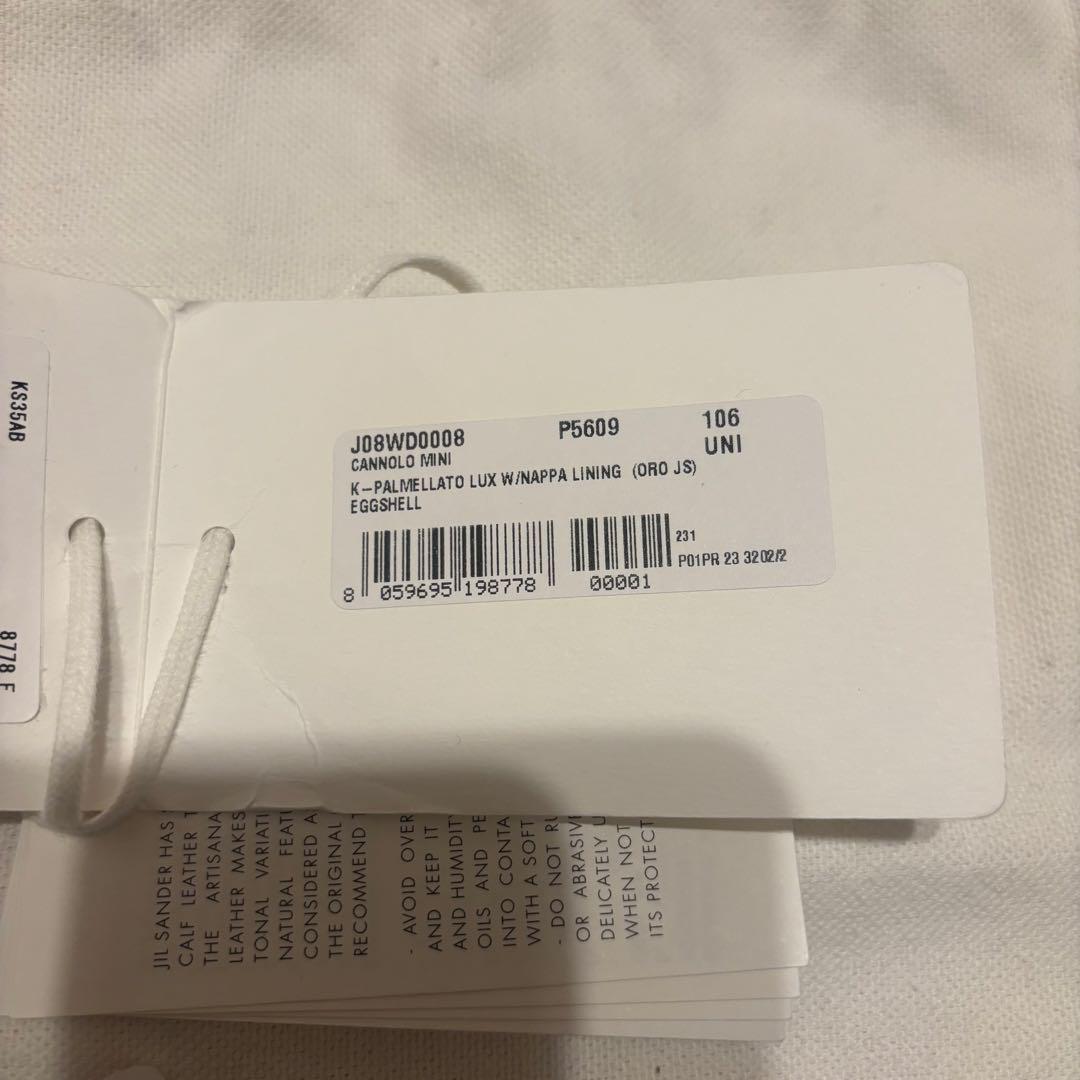 KS35AB
8778 F
J08WD0008 P5609 106
CANNOLO MINI UNI
K-PALMELLATO LUX W/NAPPA LINING (ORO JS)
EGGSHELL
231
P01PR 23 3202/2
8 059695 198778 00001
JIL SANDER HAS
CALF LEATHER
THE ARTISANA
LEATHER MAKES
TONAL VARIATI
NATURAL FEAT
CONSIDERED A
THE ORIGINAL
RECOMMEND
- AVOID OVER
AND KEEP IT
AND HUMIDITY
OILS AND PE
INTO CONTA
WITH A SOFT
- DO NOT RU
OR ABRASIV
DELICATELY U
WHEN NOT
ITS PROTECT